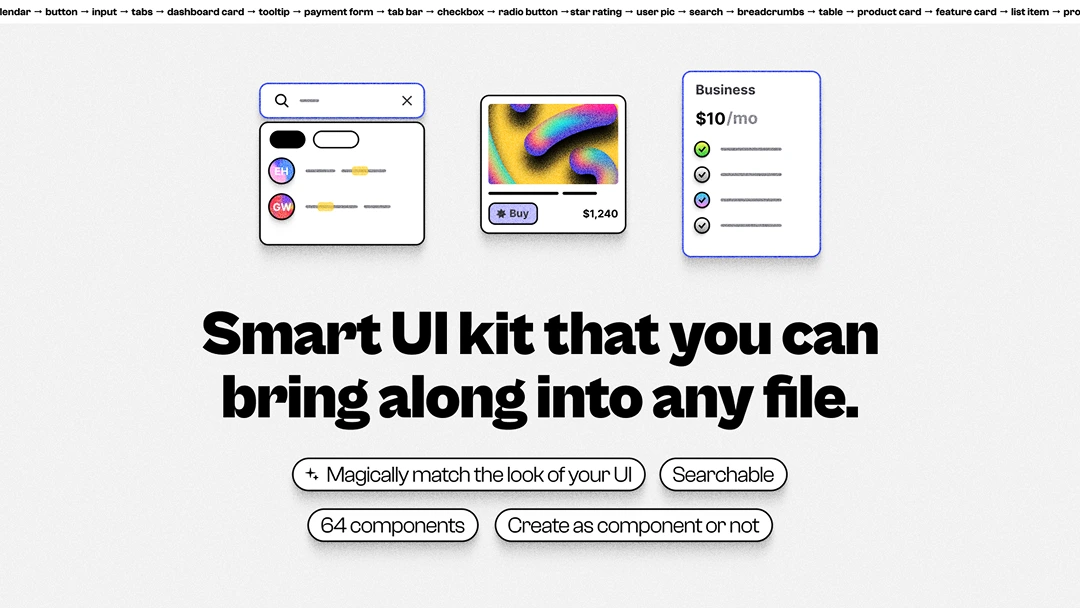 button → input → tabs → dashboard card → tooltip → payment form → tab bar → checkbox → radio button →star rating → user pic → search → breadcrumbs → table → product card → feature card → list item →
Business
$10/mo
EH
GW
Buy $1,240
Smart UI kit that you can
bring along into any file.
Magically match the look of your UI Searchable
64 components Create as component or not